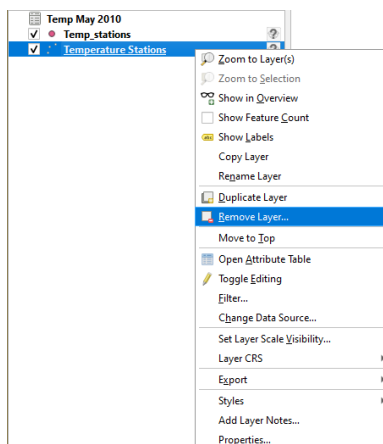 Temp May 2010
Temp_stations ?
Temperature Stations ?
Zoom to Layer(s)
Zoom to Selection
Show in Overview
Show Feature Count
abc Show Labels
Copy Layer
Rename Layer
Duplicate Layer
Remove Layer...
Move to Top
Open Attribute Table
Toggle Editing
Filter...
Change Data Source...
Set Layer Scale Visibility...
Layer CRS
Export
Styles
Add Layer Notes...
Properties...